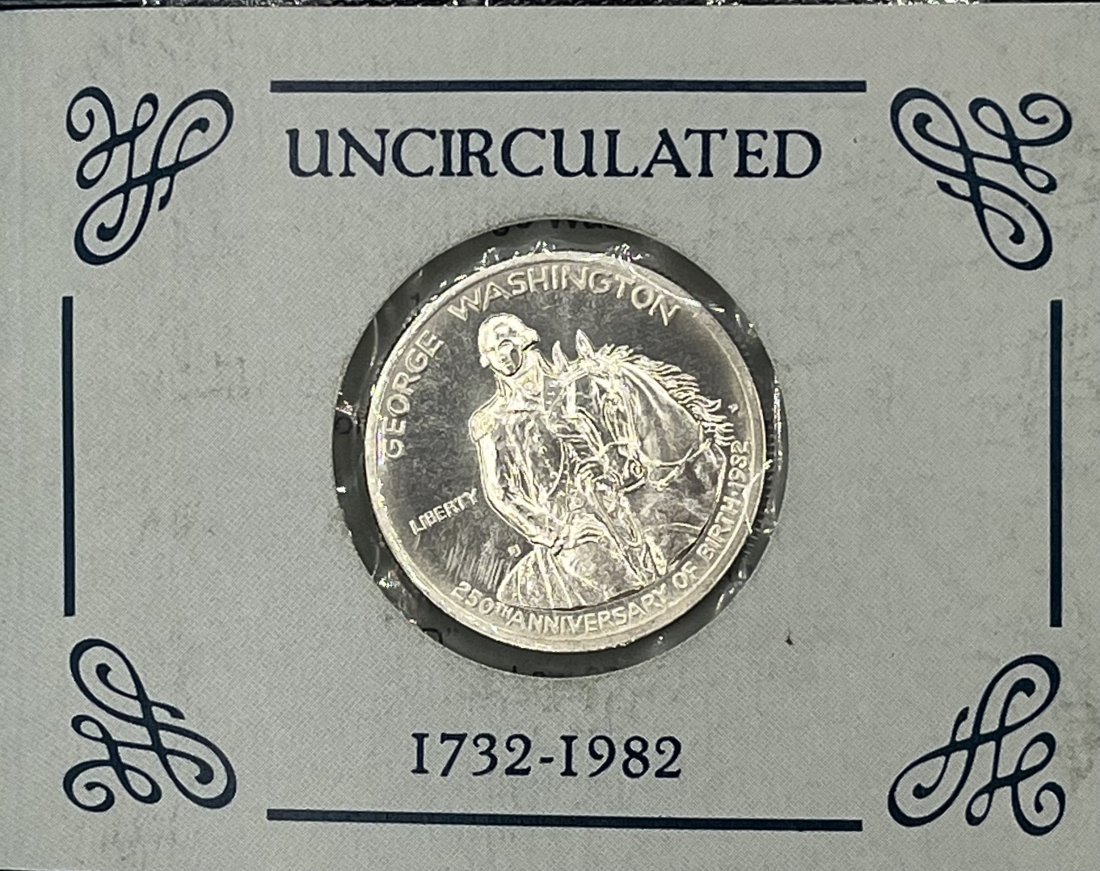 UNCIRCULATED
GEORGE WASHINGTON
LIBERTY
250TH ANNIVERSARY OF BIRTH·1982
1732-1982